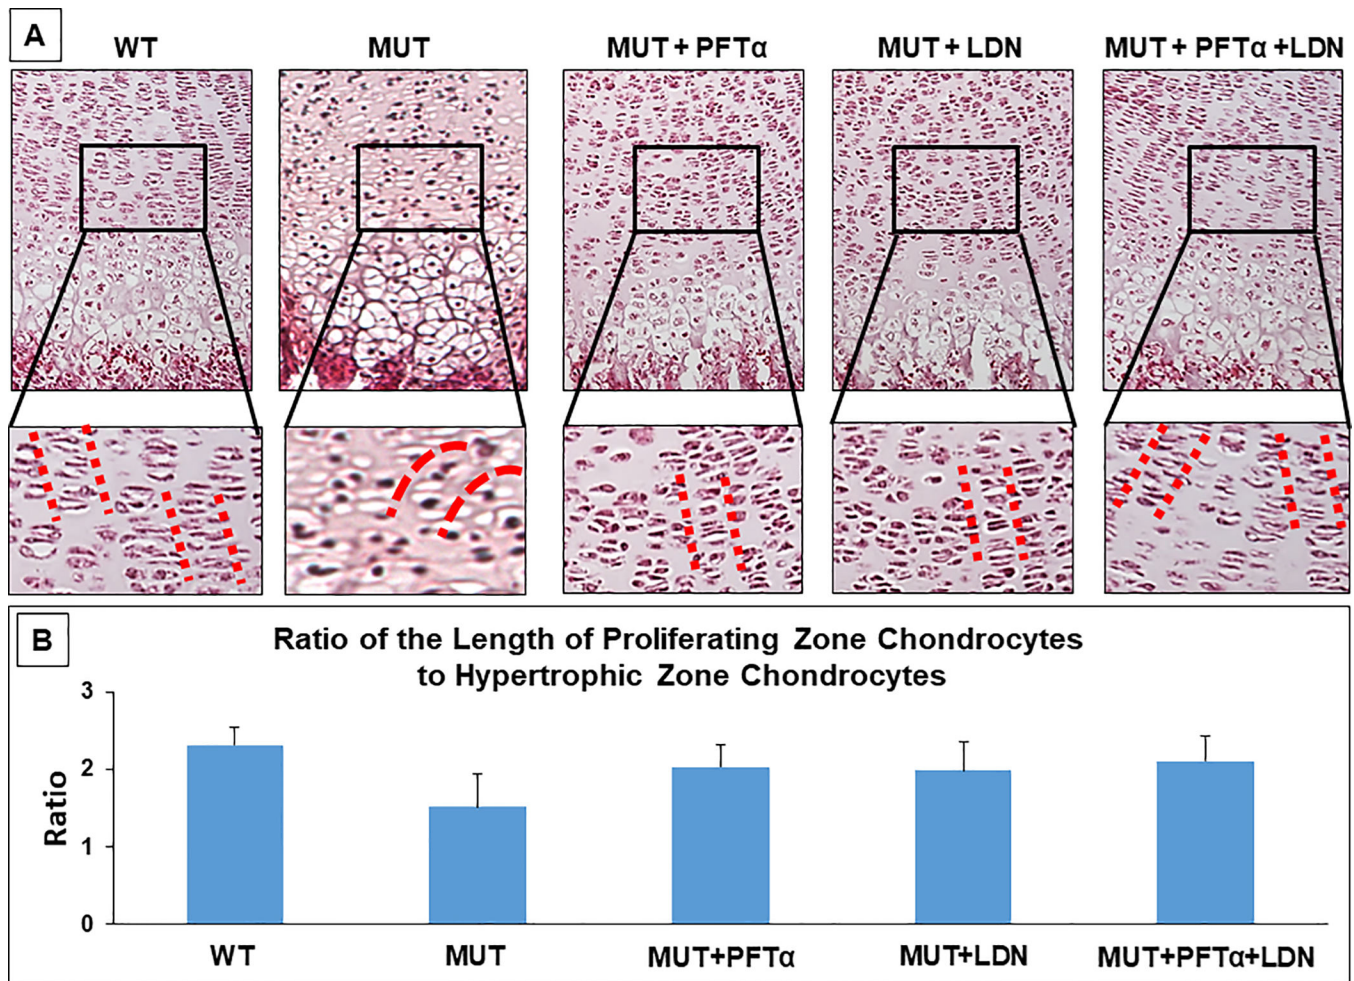 A
WT
MUT
MUT + PFTα
MUT + LDN
MUT + PFTα +LDN
B
Ratio of the Length of Proliferating Zone Chondrocytes
to Hypertrophic Zone Chondrocytes
3
2
1
0
Ratio
WT
MUT
MUT+PFTα
MUT+LDN
MUT+PFTα+LDN